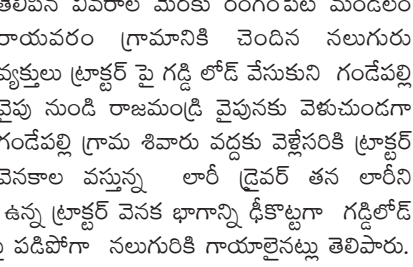 తెలిపిన వివరాల మేరకు రంగంపేట మండలం
రాయవరం గ్రామానికి చెందిన నలుగురు
వ్యక్తులు ట్రాక్టర్ పై గడ్డి లోడ్ వేసుకుని గండేపల్లి
వైపు నుండి రాజమండ్రి వైపునకు వెళుచుండగా
గండేపల్లి గ్రామ శివారు వద్దకు వెళ్లేసరికి ట్రాక్టర్
వెనకాల వస్తున్న లారీ డ్రైవర్ తన లారీని
ఉన్న ట్రాక్టర్ వెనక భాగాన్ని ఢీకొట్టగా గడ్డిలోడ్
పడిపోగా నలుగురికి గాయాలైనట్లు తెలిపారు.